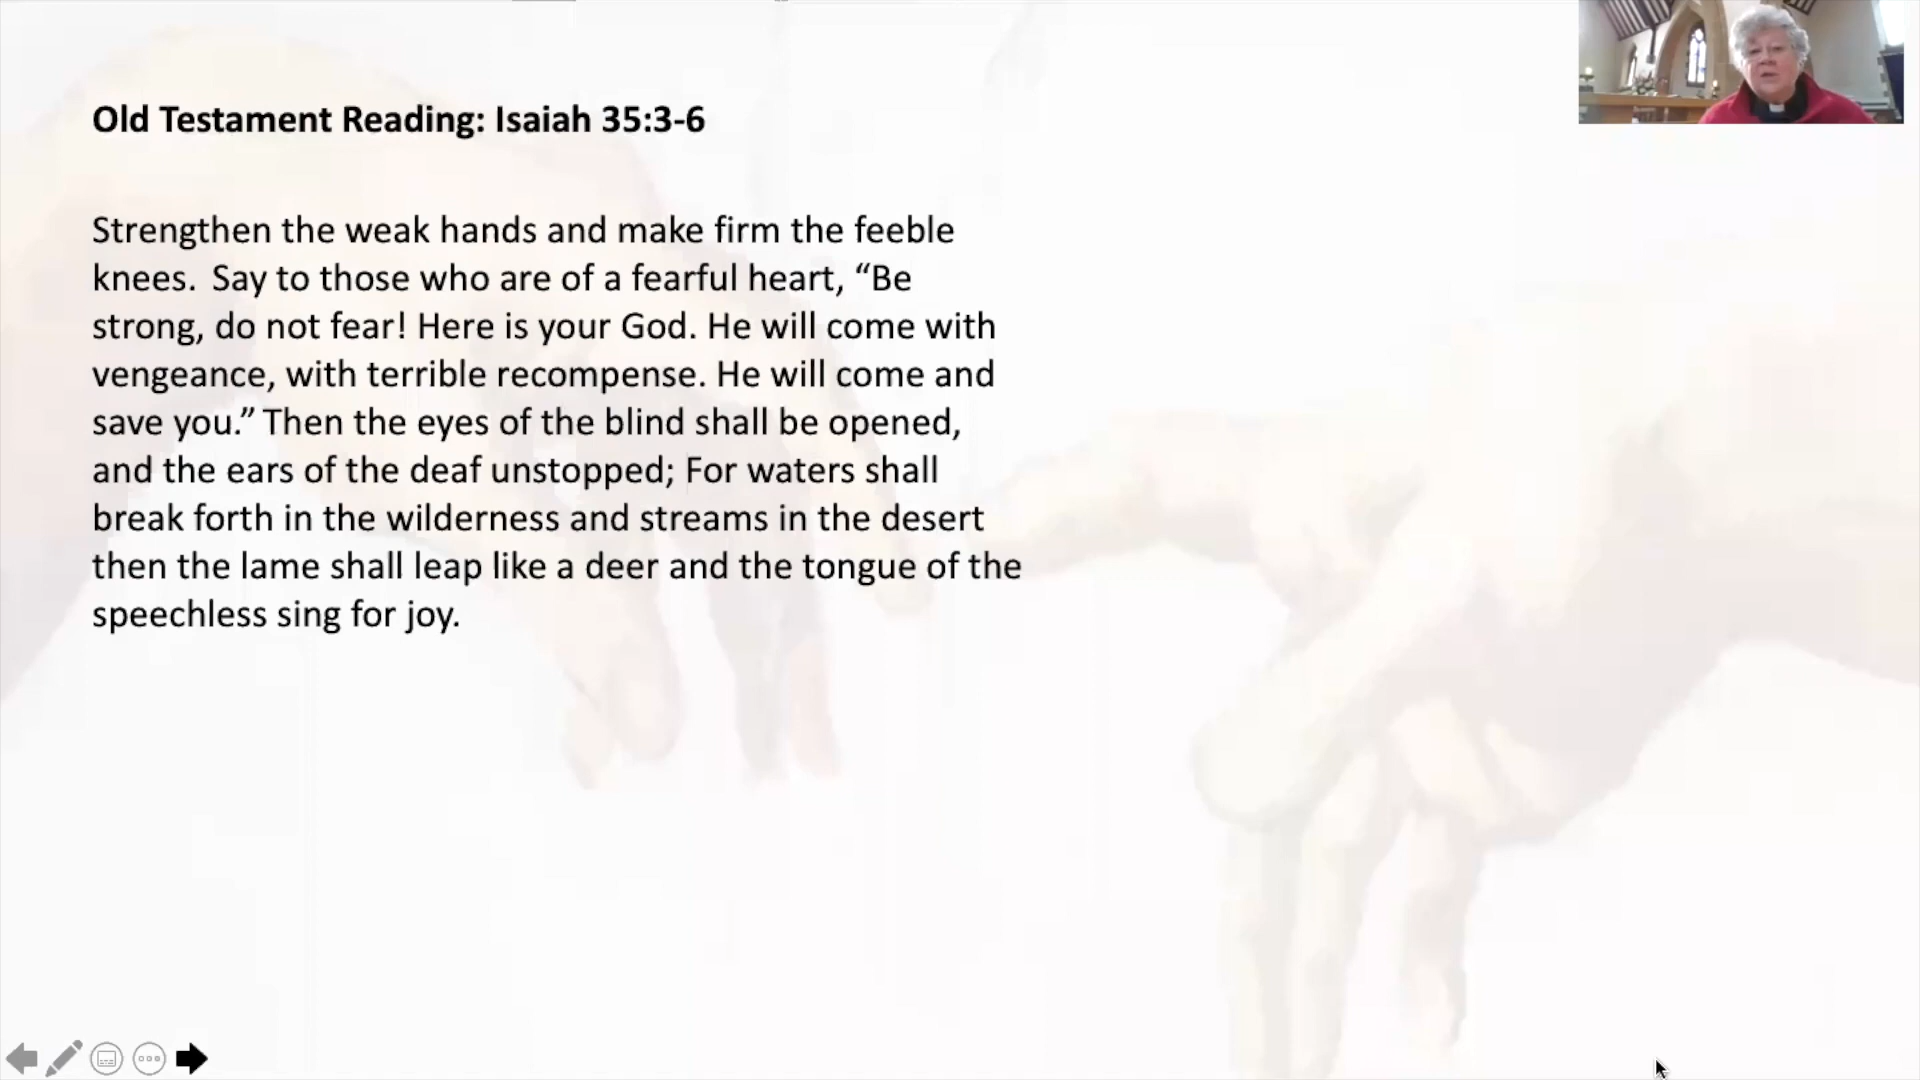 Old Testament Reading: Isaiah 35:3-6
Strengthen the weak hands and make firm the feeble
knees. Say to those who are of a fearful heart, “Be
strong, do not fear! Here is your God. He will come with
vengeance, with terrible recompense. He will come and
save you.” Then the eyes of the blind shall be opened,
and the ears of the deaf unstopped; For waters shall
break forth in the wilderness and streams in the desert
then the lame shall leap like a deer and the tongue of the
speechless sing for joy.